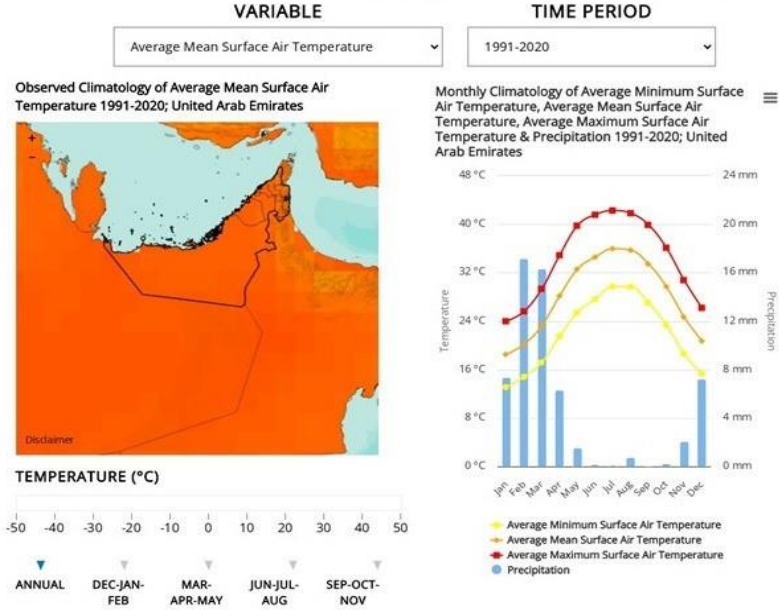 VARIABLE
Average Mean Surface Air Temperature
TIME PERIOD
1991-2020
Observed Climatology of Average Mean Surface Air
Temperature 1991-2020; United Arab Emirates
+
−
Disclaimer
TEMPERATURE (°C)
-50 -40 -30 -20 -10 0 10 20 30 40 50
ANNUAL
DEC-JAN-
FEB
MAR-
APR-MAY
JUN-JUL-
AUG
SEP-OCT-
NOV
Monthly Climatology of Average Minimum Surface
Air Temperature, Average Mean Surface Air
Temperature, Average Maximum Surface Air
Temperature & Precipitation 1991-2020; United
Arab Emirates
48 °C 24 mm
40 °C 20 mm
32 °C 16 mm
24 °C 12 mm
16 °C 8 mm
8 °C 4 mm
0 °C 0 mm
Temperature
Precipitation
Jan Feb Mar Apr May Jun Jul Aug Sep Oct Nov Dec
Average Minimum Surface Air Temperature
Average Mean Surface Air Temperature
Average Maximum Surface Air Temperature
Precipitation